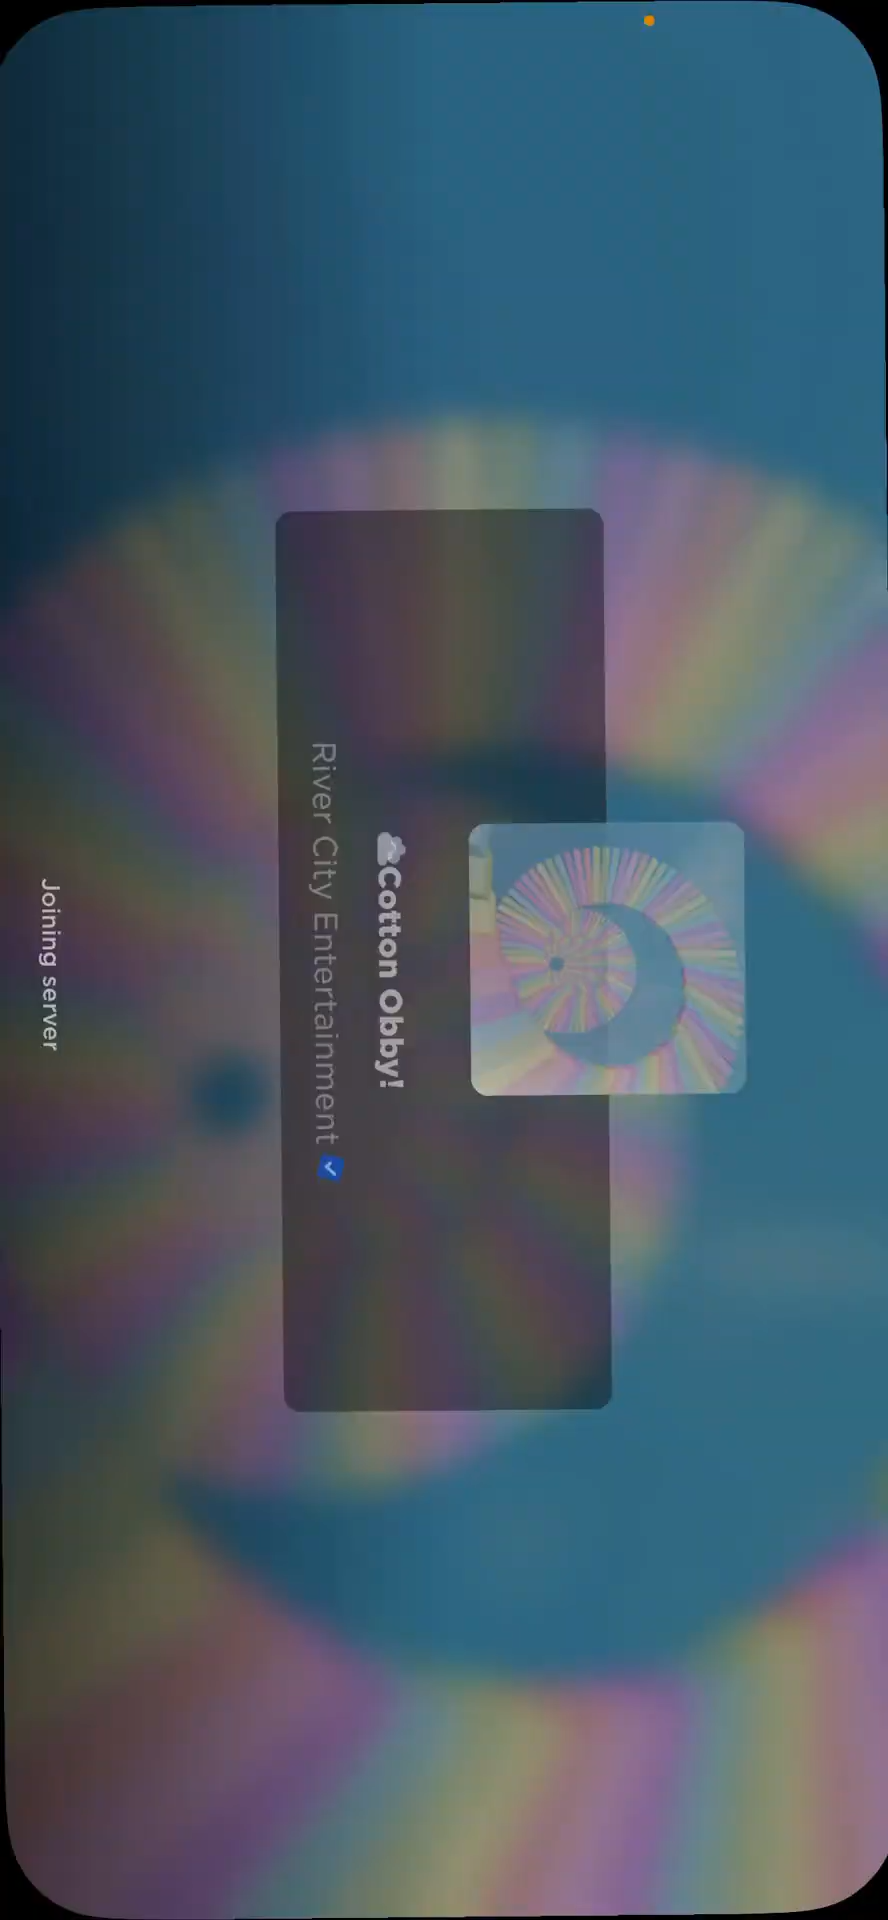 ☁️Cotton Obby!
River City Entertainment ☑️
Joining server